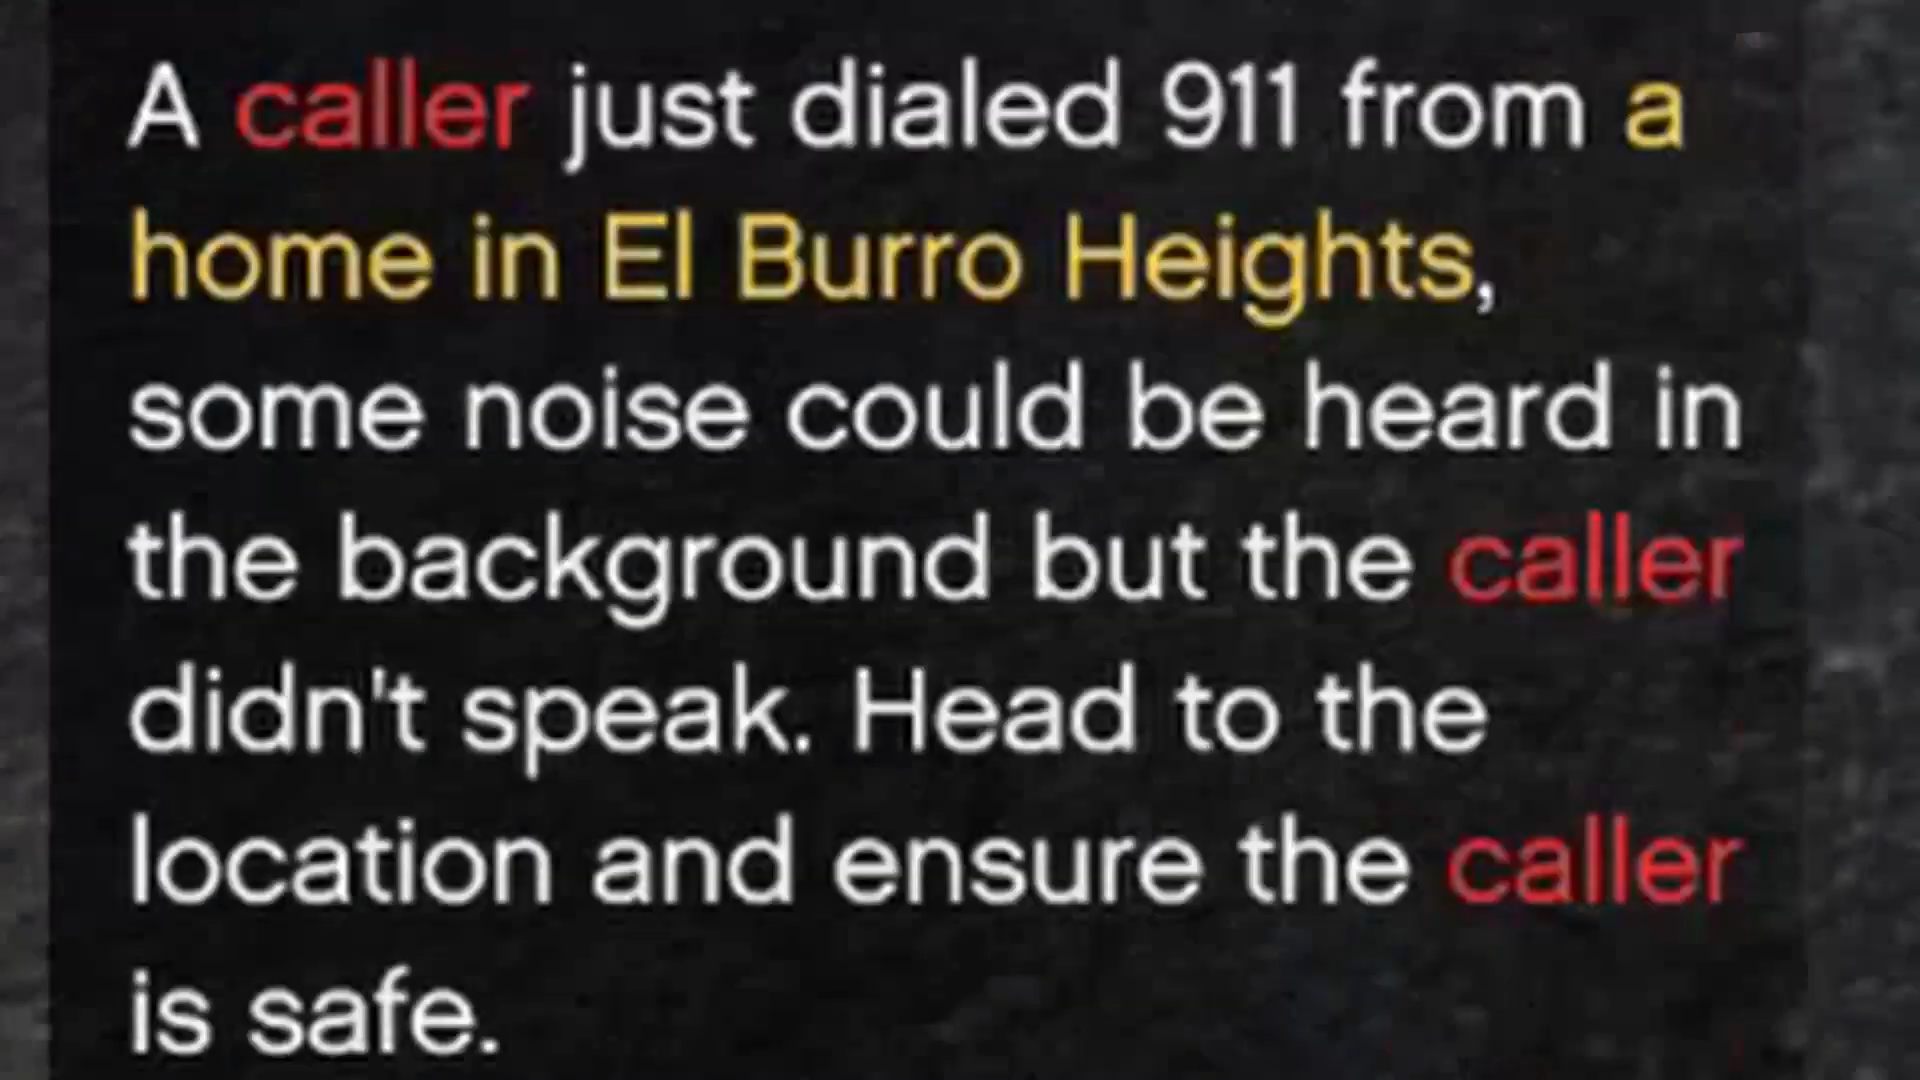 A caller just dialed 911 from a
home in El Burro Heights,
some noise could be heard in
the background but the caller
didn't speak. Head to the
location and ensure the caller
is safe.